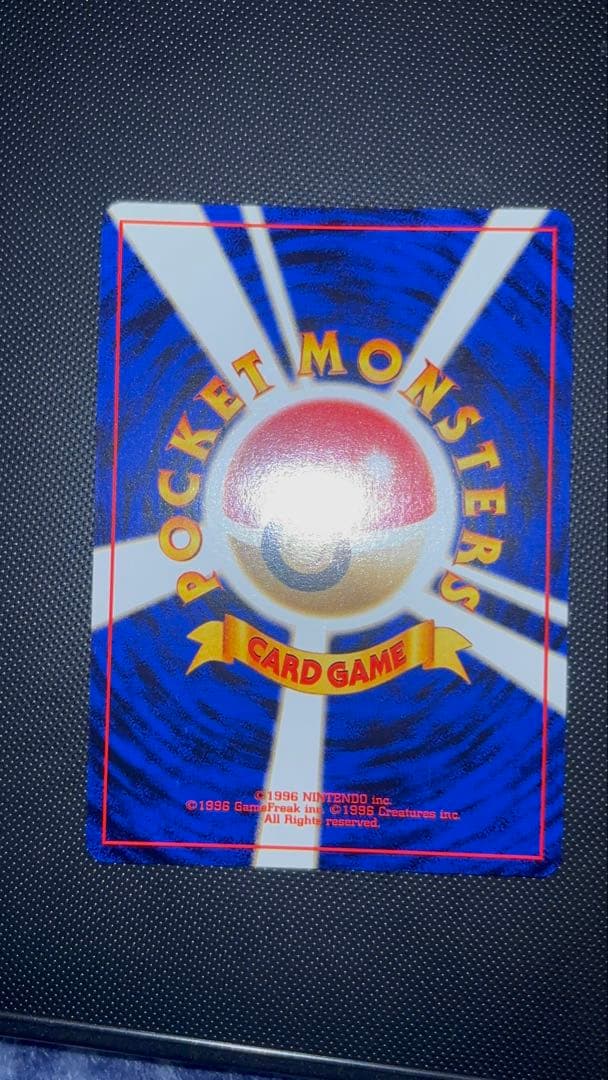 POCKET MONSTERS
CARD GAME
©1996 NINTENDO inc.
©1996 GameFreak inc. ©1996 Creatures inc.
All Rights reserved.